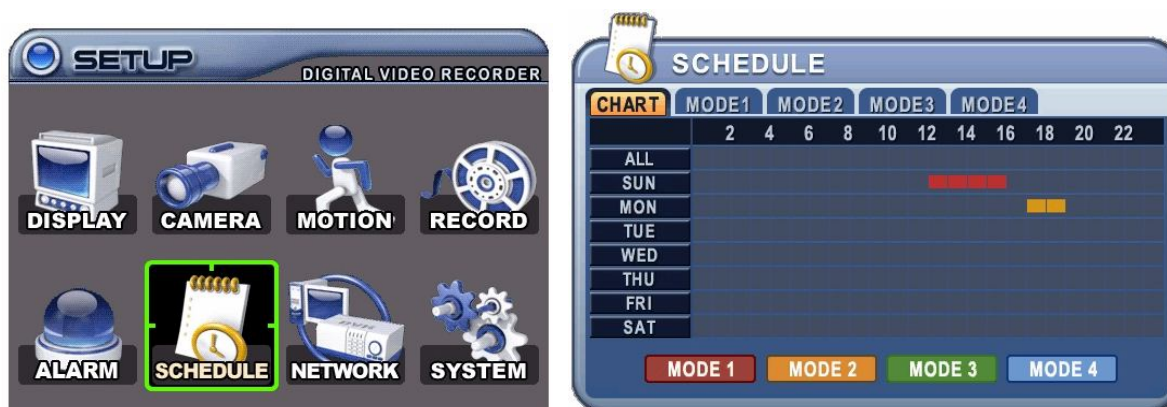 SETUP
DIGITAL VIDEO RECORDER
DISPLAY CAMERA MOTION RECORD
ALARM SCHEDULE NETWORK SYSTEM
SCHEDULE
CHART MODE1 MODE2 MODE3 MODE4
2 4 6 8 10 12 14 16 18 20 22
ALL
SUN
MON
TUE
WED
THU
FRI
SAT
MODE 1 MODE 2 MODE 3 MODE 4